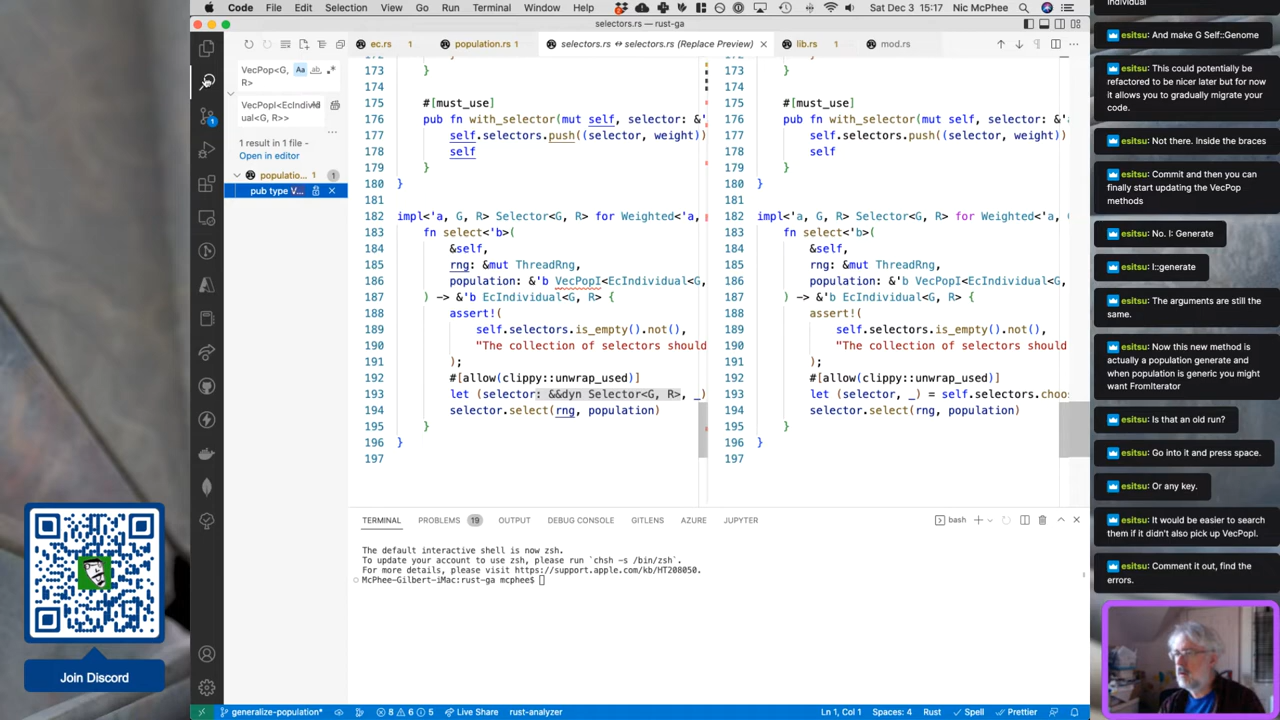 Code File Edit Selection View Go Run Terminal Window Help Sat Dec 3 15:17 Nic McPhee
selectors.rs — rust-ga
VecPop<G,
R>
Aa
VecPopI<EcIndivid
ual<G, R>>
1 result in 1 file -
Open in editor
populatio... 1 1
pub type V...
ec.rs 1 population.rs 1 selectors.rs ↔ selectors.rs (Replace Preview) lib.rs 1 mod.rs
173 }
174
175 #[must_use]
176 pub fn with_selector(mut self, selector: &'
177 self.selectors.push((selector, weight))
178 self
179 }
180 }
181
182 impl<'a, G, R> Selector<G, R> for Weighted<'a,
183 fn select<'b>(
184 &self,
185 rng: &mut ThreadRng,
186 population: &'b VecPopI<EcIndividual<G,
187 ) -> &'b EcIndividual<G, R> {
188 assert!(
189 self.selectors.is_empty().not(),
190 "The collection of selectors should
191 );
192 #[allow(clippy::unwrap_used)]
193 let (selector: &&dyn Selector<G, R>, _)
194 selector.select(rng, population)
195 }
196 }
197
173 }
174
175 #[must_use]
176 pub fn with_selector(mut self, selector: &'a
177 self.selectors.push((selector, weight))
178 self
179 }
180 }
181
182 impl<'a, G, R> Selector<G, R> for Weighted<'a, G
183 fn select<'b>(
184 &self,
185 rng: &mut ThreadRng,
186 population: &'b VecPopI<EcIndividual<G,
187 ) -> &'b EcIndividual<G, R> {
188 assert!(
189 self.selectors.is_empty().not(),
190 "The collection of selectors should
191 );
192 #[allow(clippy::unwrap_used)]
193 let (selector, _) = self.selectors.choos
194 selector.select(rng, population)
195 }
196 }
197
TERMINAL PROBLEMS 19 OUTPUT DEBUG CONSOLE GITLENS AZURE JUPYTER bash
The default interactive shell is now zsh.
To update your account to use zsh, please run `chsh -s /bin/zsh`.
For more details, please visit https://support.apple.com/kb/HT208050.
McPhee-Gilbert-iMac:rust-ga mcphee$
generalize-population* 8 6 5 Live Share rust-analyzer Ln 1, Col 1 Spaces: 4 Rust Spell Prettier
Join Discord
individual
esitsu: And make G Self::Genome
esitsu: This could potentially be
refactored to be nicer later but for now
it allows you to gradually migrate your
code.
esitsu: Not there. Inside the braces
esitsu: Commit and then you can
finally start updating the VecPop
methods
esitsu: No. I: Generate
esitsu: I::generate
esitsu: The arguments are still the
same.
esitsu: Now this new method is
actually a population generate and
when population is generic you might
want FromIterator
esitsu: Is that an old run?
esitsu: Go into it and press space.
esitsu: Or any key.
esitsu: It would be easier to search
them if it didn't also pick up VecPopI.
esitsu: Comment it out, find the
errors.